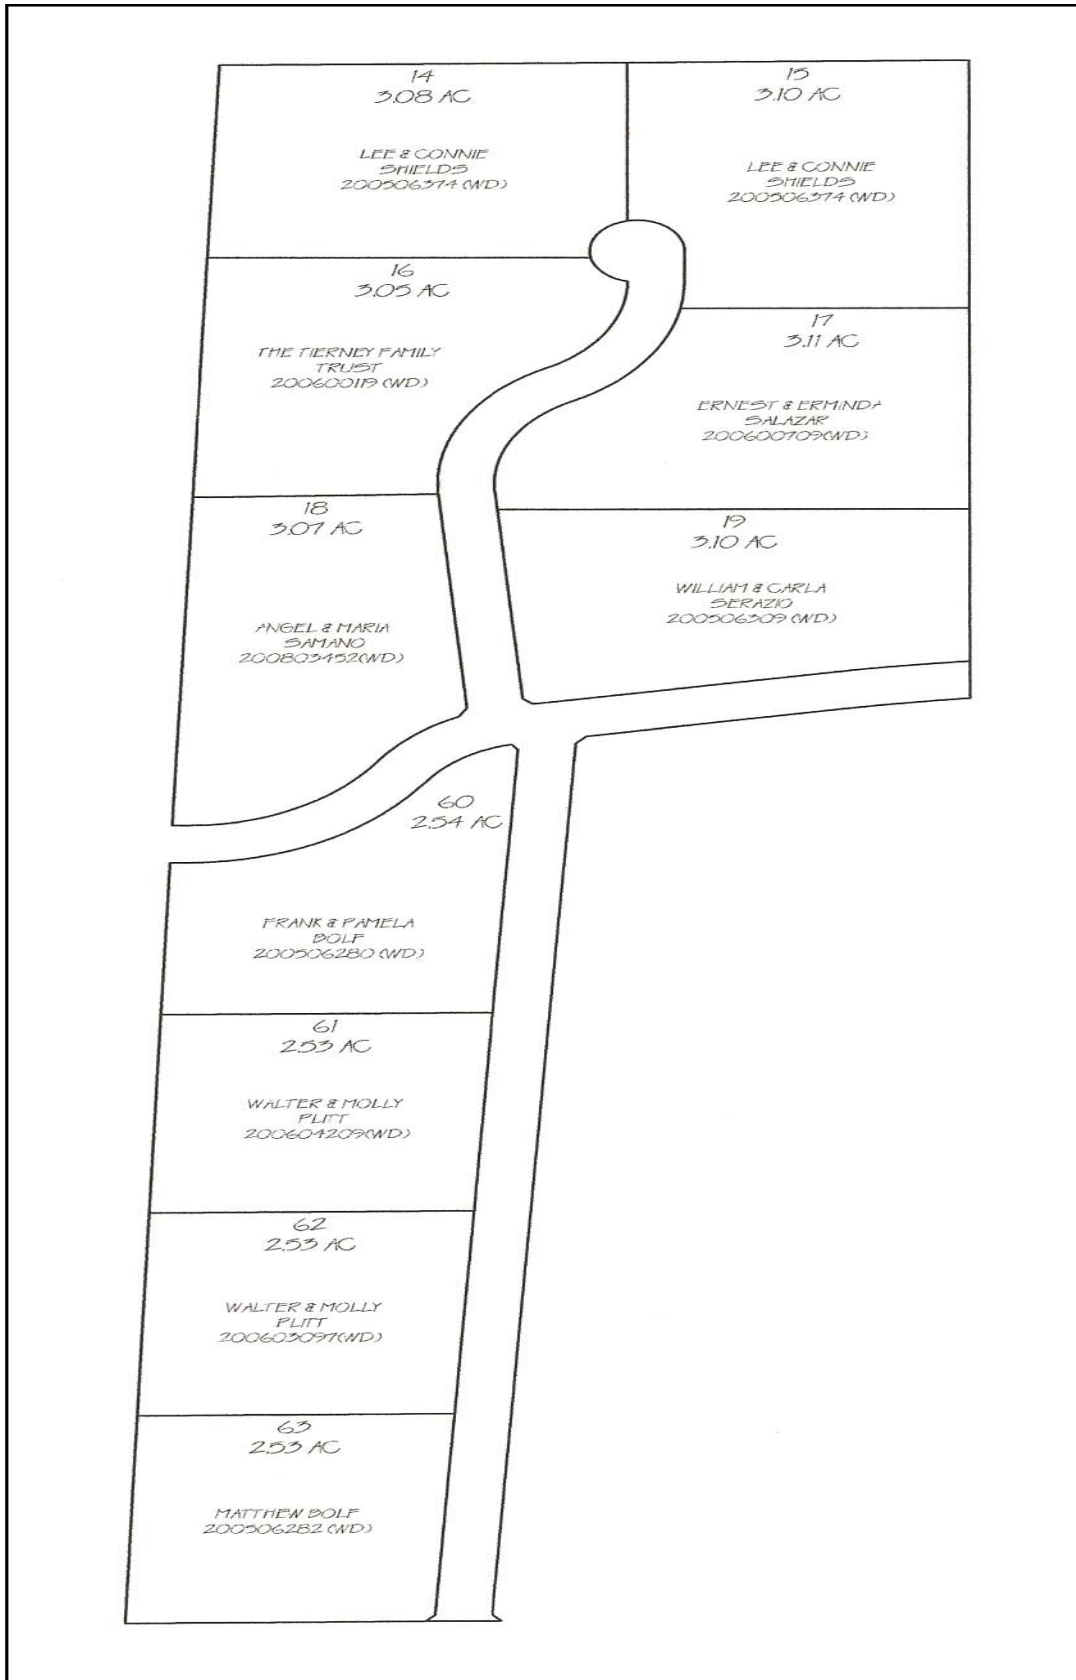 14
3.08 AC
LEE & CONNIE
SHIELDS
200506374 (WD)
15
3.10 AC
LEE & CONNIE
SHIELDS
200506374 (WD)
16
3.05 AC
THE TIERNEY FAMILY
TRUST
200600119 (WD)
17
3.11 AC
ERNEST & ERMINDA
SALAZAR
200600709(WD)
18
3.07 AC
ANGEL & MARIA
SAMANO
200803452(WD)
19
3.10 AC
WILLIAM & CARLA
SERAZIO
200506309 (WD)
60
2.54 AC
FRANK & PAMELA
BOLF
200506280 (WD)
61
2.53 AC
WALTER & MOLLY
PLITT
200604209(WD)
62
2.53 AC
WALTER & MOLLY
PLITT
200603097(WD)
63
2.53 AC
MATTHEW BOLF
200506282 (WD)